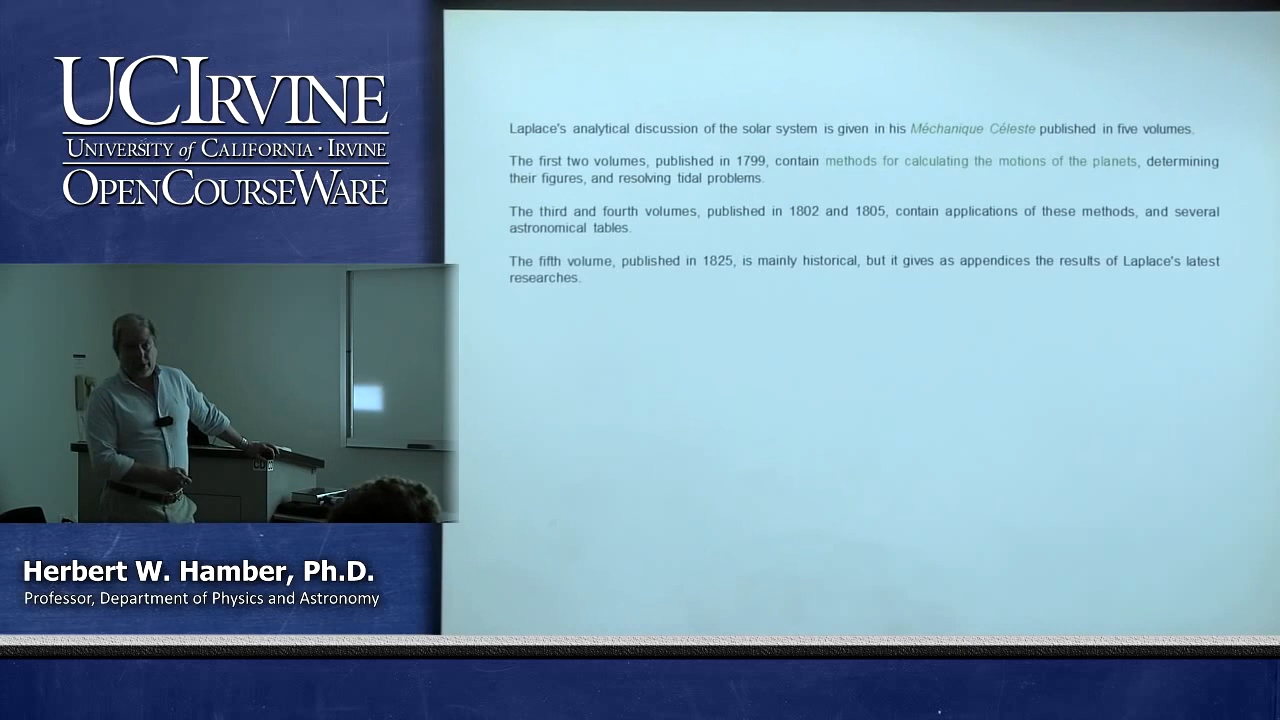 UCIRVINE
UNIVERSITY of CALIFORNIA · IRVINE
OPENCOURSEWARE
Laplace's analytical discussion of the solar system is given in his Méchanique Céleste published in five volumes.
The first two volumes, published in 1799, contain methods for calculating the motions of the planets, determining
their figures, and resolving tidal problems.
The third and fourth volumes, published in 1802 and 1805, contain applications of these methods, and several
astronomical tables.
The fifth volume, published in 1825, is mainly historical, but it gives as appendices the results of Laplace's latest
researches.
Herbert W. Hamber, Ph.D.
Professor, Department of Physics and Astronomy